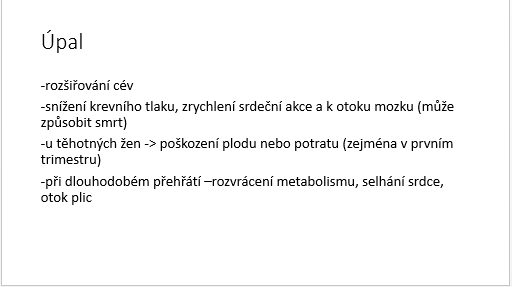 Úpal
-rozšiřování cév
-snížení krevního tlaku, zrychlení srdeční akce a k otoku mozku (může
způsobit smrt)
-u těhotných žen -> poškození plodu nebo potratu (zejména v prvním
trimestru)
-při dlouhodobém přehřátí –rozvrácení metabolismu, selhání srdce,
otok plic